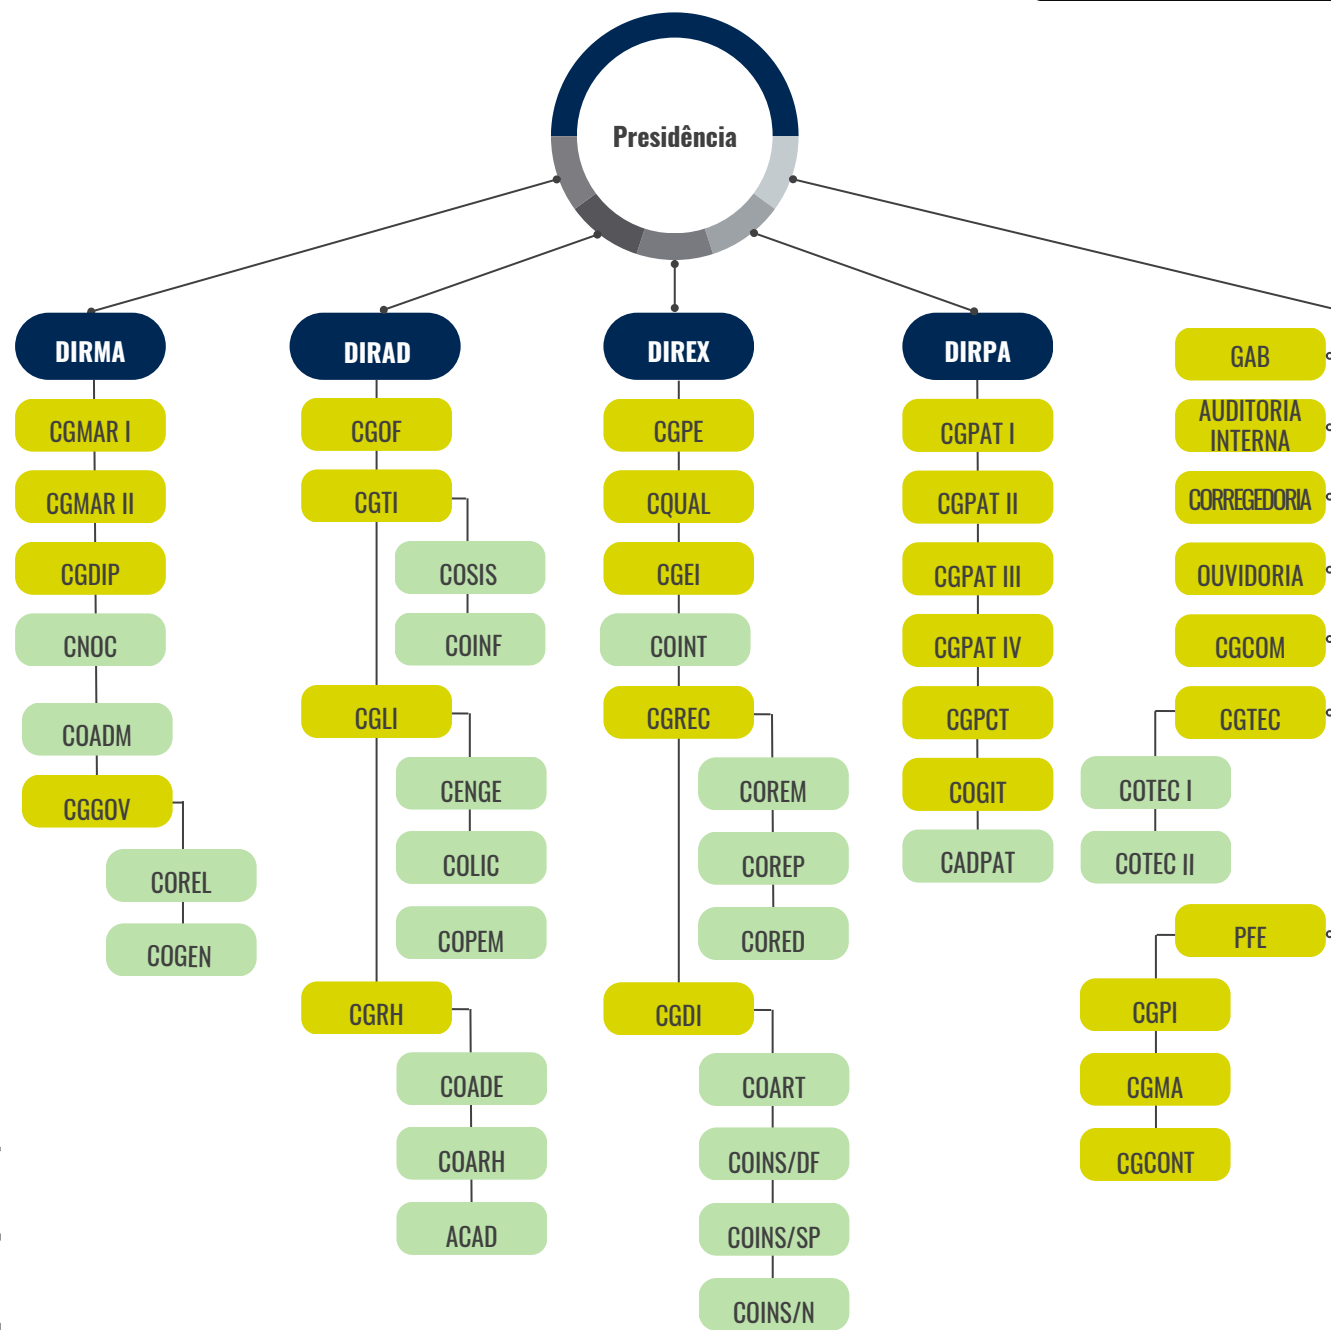 Presidência
DIRMA
CGMAR I
CGMAR II
CGDIP
CNOC
COADM
CGGOV
COREL
COGEN
DIRAD
CGOF
CGTI
COSIS
COINF
CGLI
CENGE
COLIC
COPEM
CGRH
COADE
COARH
ACAD
DIREX
CGPE
CQUAL
CGEI
COINT
CGREC
COREM
COREP
CORED
CGDI
COART
COINS/DF
COINS/SP
COINS/N
DIRPA
CGPAT I
CGPAT II
CGPAT III
CGPAT IV
CGPCT
COGIT
CADPAT
GAB
AUDITORIA
INTERNA
CORREGEDORIA
OUVIDORIA
CGCOM
CGTEC
COTEC I
COTEC II
PFE
CGPI
CGMA
CGCONT